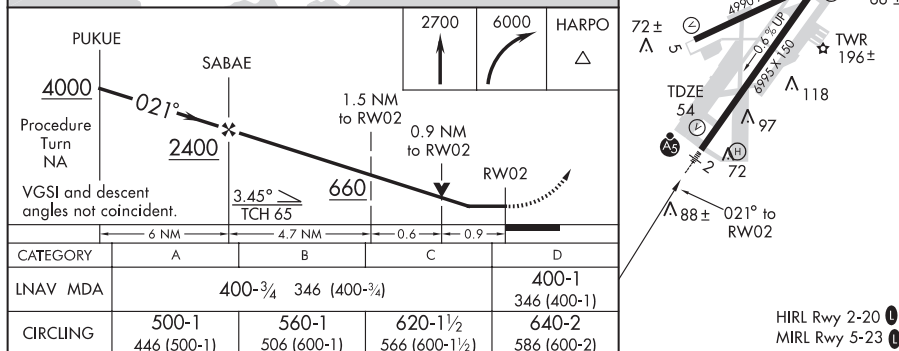 PUKUE
SABAE
2700
6000
HARPO
4000
021°
2400
Procedure
Turn
NA
1.5 NM
to RW02
0.9 NM
to RW02
660
RW02
VGSI and descent
angles not coincident.
3.45°
TCH 65
6 NM
4.7 NM
0.6
0.9
CATEGORY A B C D
LNAV MDA 400-¾ 346 (400-¾) 400-1
346 (400-1)
CIRCLING 500-1 560-1 620-1½ 640-2
446 (500-1) 506 (600-1) 566 (600-1½) 586 (600-2)
72±
5
0.6% UP
6995 X 150
TWR
196±
118
TDZE
54
V
V
97
A5
H
2
72
88±
021° to
RW02
HIRL Rwy 2-20 L
MIRL Rwy 5-23 L